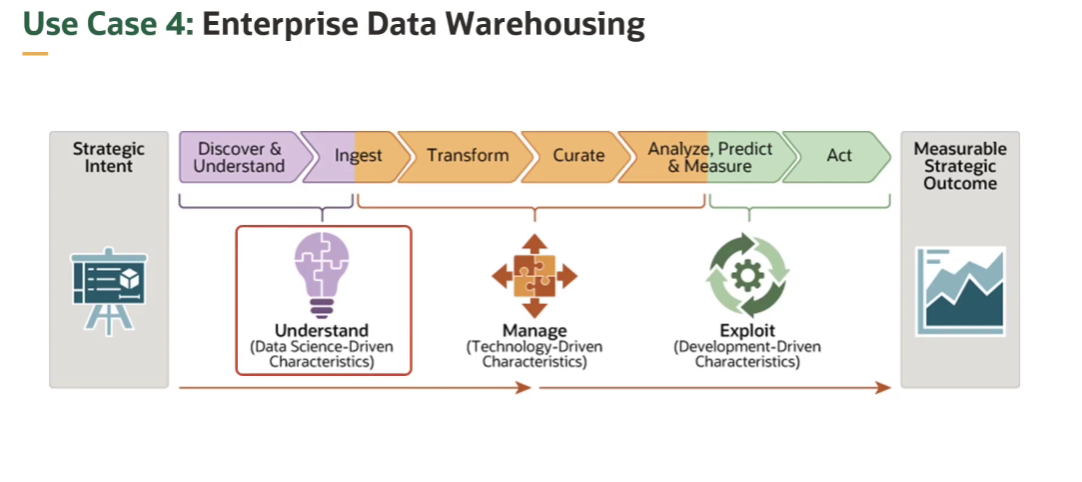 Use Case 4: Enterprise Data Warehousing
Strategic
Intent
Discover &
Understand
Ingest
Transform
Curate
Analyze, Predict
& Measure
Act
Measurable
Strategic
Outcome
Understand
(Data Science-Driven
Characteristics)
Manage
(Technology-Driven
Characteristics)
Exploit
(Development-Driven
Characteristics)